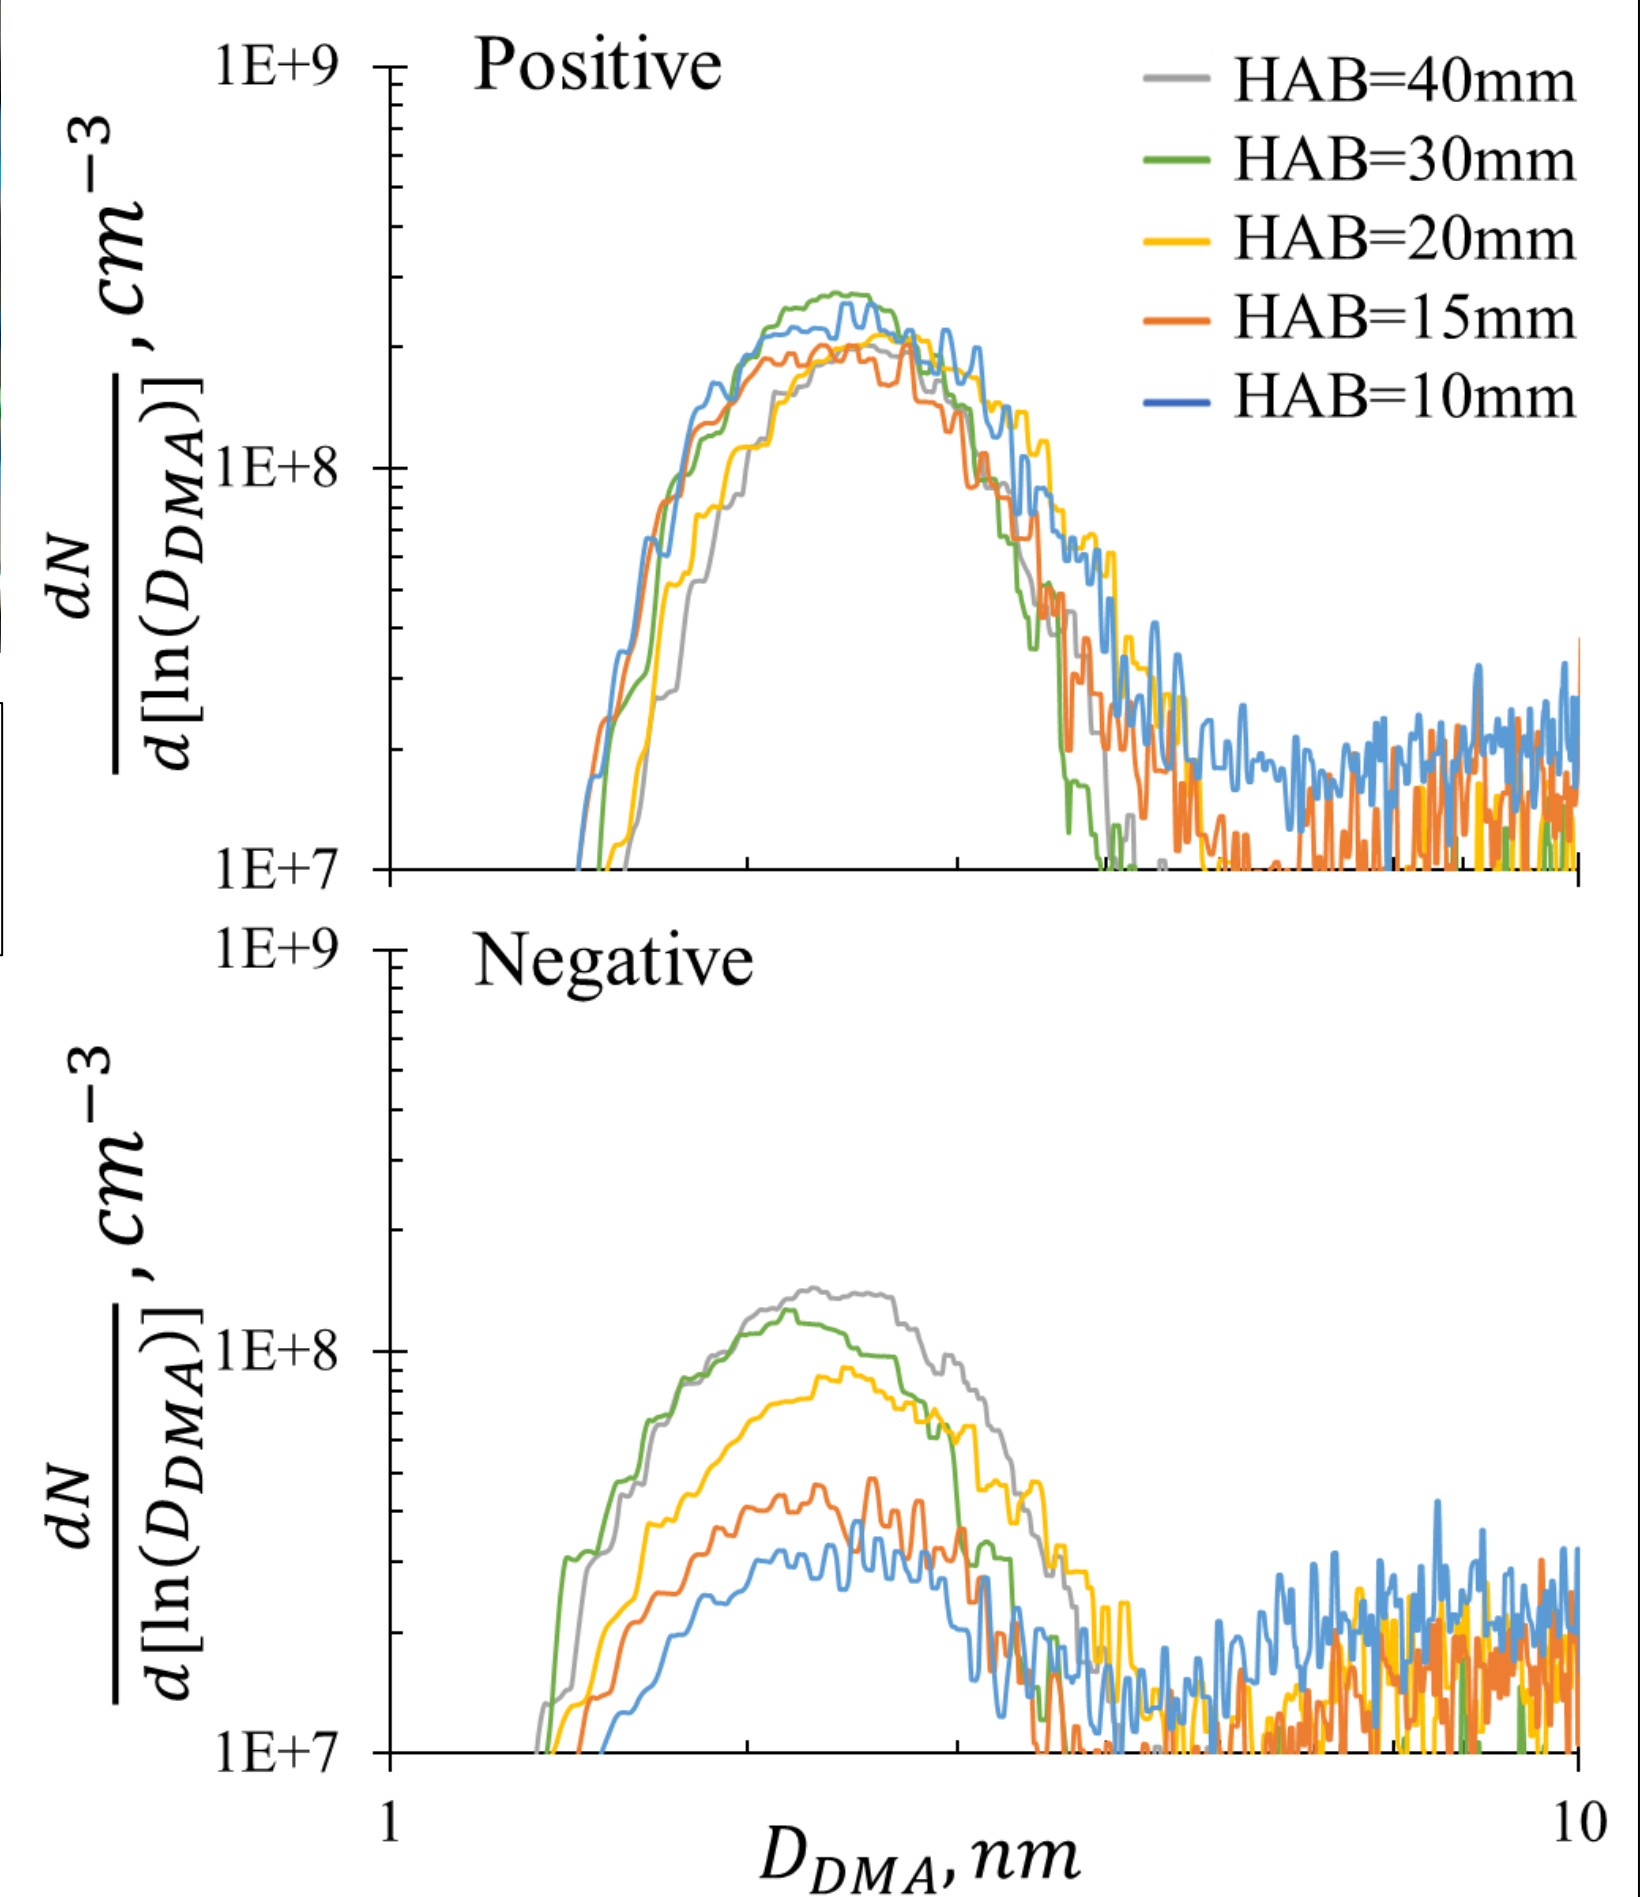 Positive
HAB=40mm
HAB=30mm
HAB=20mm
HAB=15mm
HAB=10mm
1E+9
1E+8
1E+7
dN
d[ln(D_DMA)] , cm^−3
Negative
1E+9
1E+8
1E+7
dN
d[ln(D_DMA)] , cm^−3
1
10
D_DMA, nm